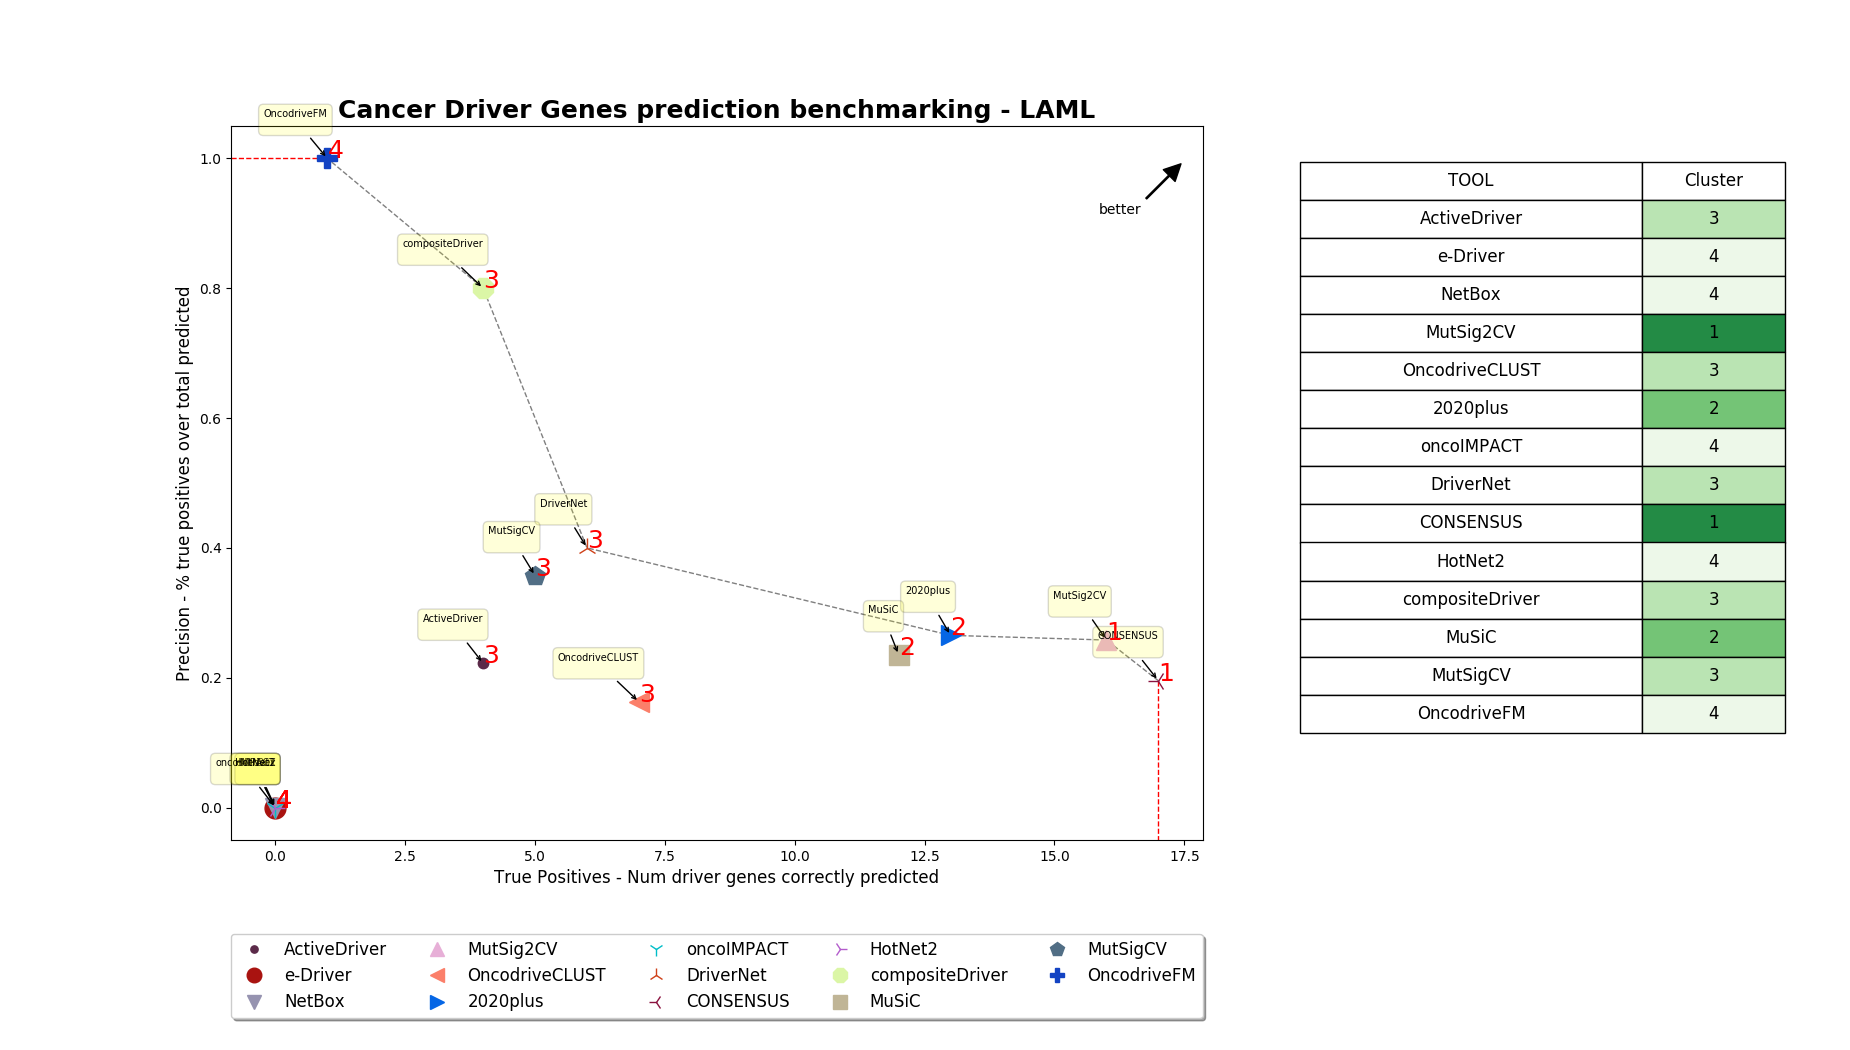 Cancer Driver Genes prediction benchmarking - LAML
OncodriveFM
4
better
compositeDriver
3
DriverNet
3
MutSigCV
3
ActiveDriver
3
OncodriveCLUST
3
MuSiC
2
2020plus
2
MutSig2CV
1
CONSENSUS
1
4
1.0
0.8
0.6
0.4
0.2
0.0
Precision - % true positives over total predicted
0.0 2.5 5.0 7.5 10.0 12.5 15.0 17.5
True Positives - Num driver genes correctly predicted
TOOL Cluster
ActiveDriver 3
e-Driver 4
NetBox 4
MutSig2CV 1
OncodriveCLUST 3
2020plus 2
oncoIMPACT 4
DriverNet 3
CONSENSUS 1
HotNet2 4
compositeDriver 3
MuSiC 2
MutSigCV 3
OncodriveFM 4
ActiveDriver MutSig2CV oncoIMPACT HotNet2 MutSigCV
e-Driver OncodriveCLUST DriverNet compositeDriver OncodriveFM
NetBox 2020plus CONSENSUS MuSiC